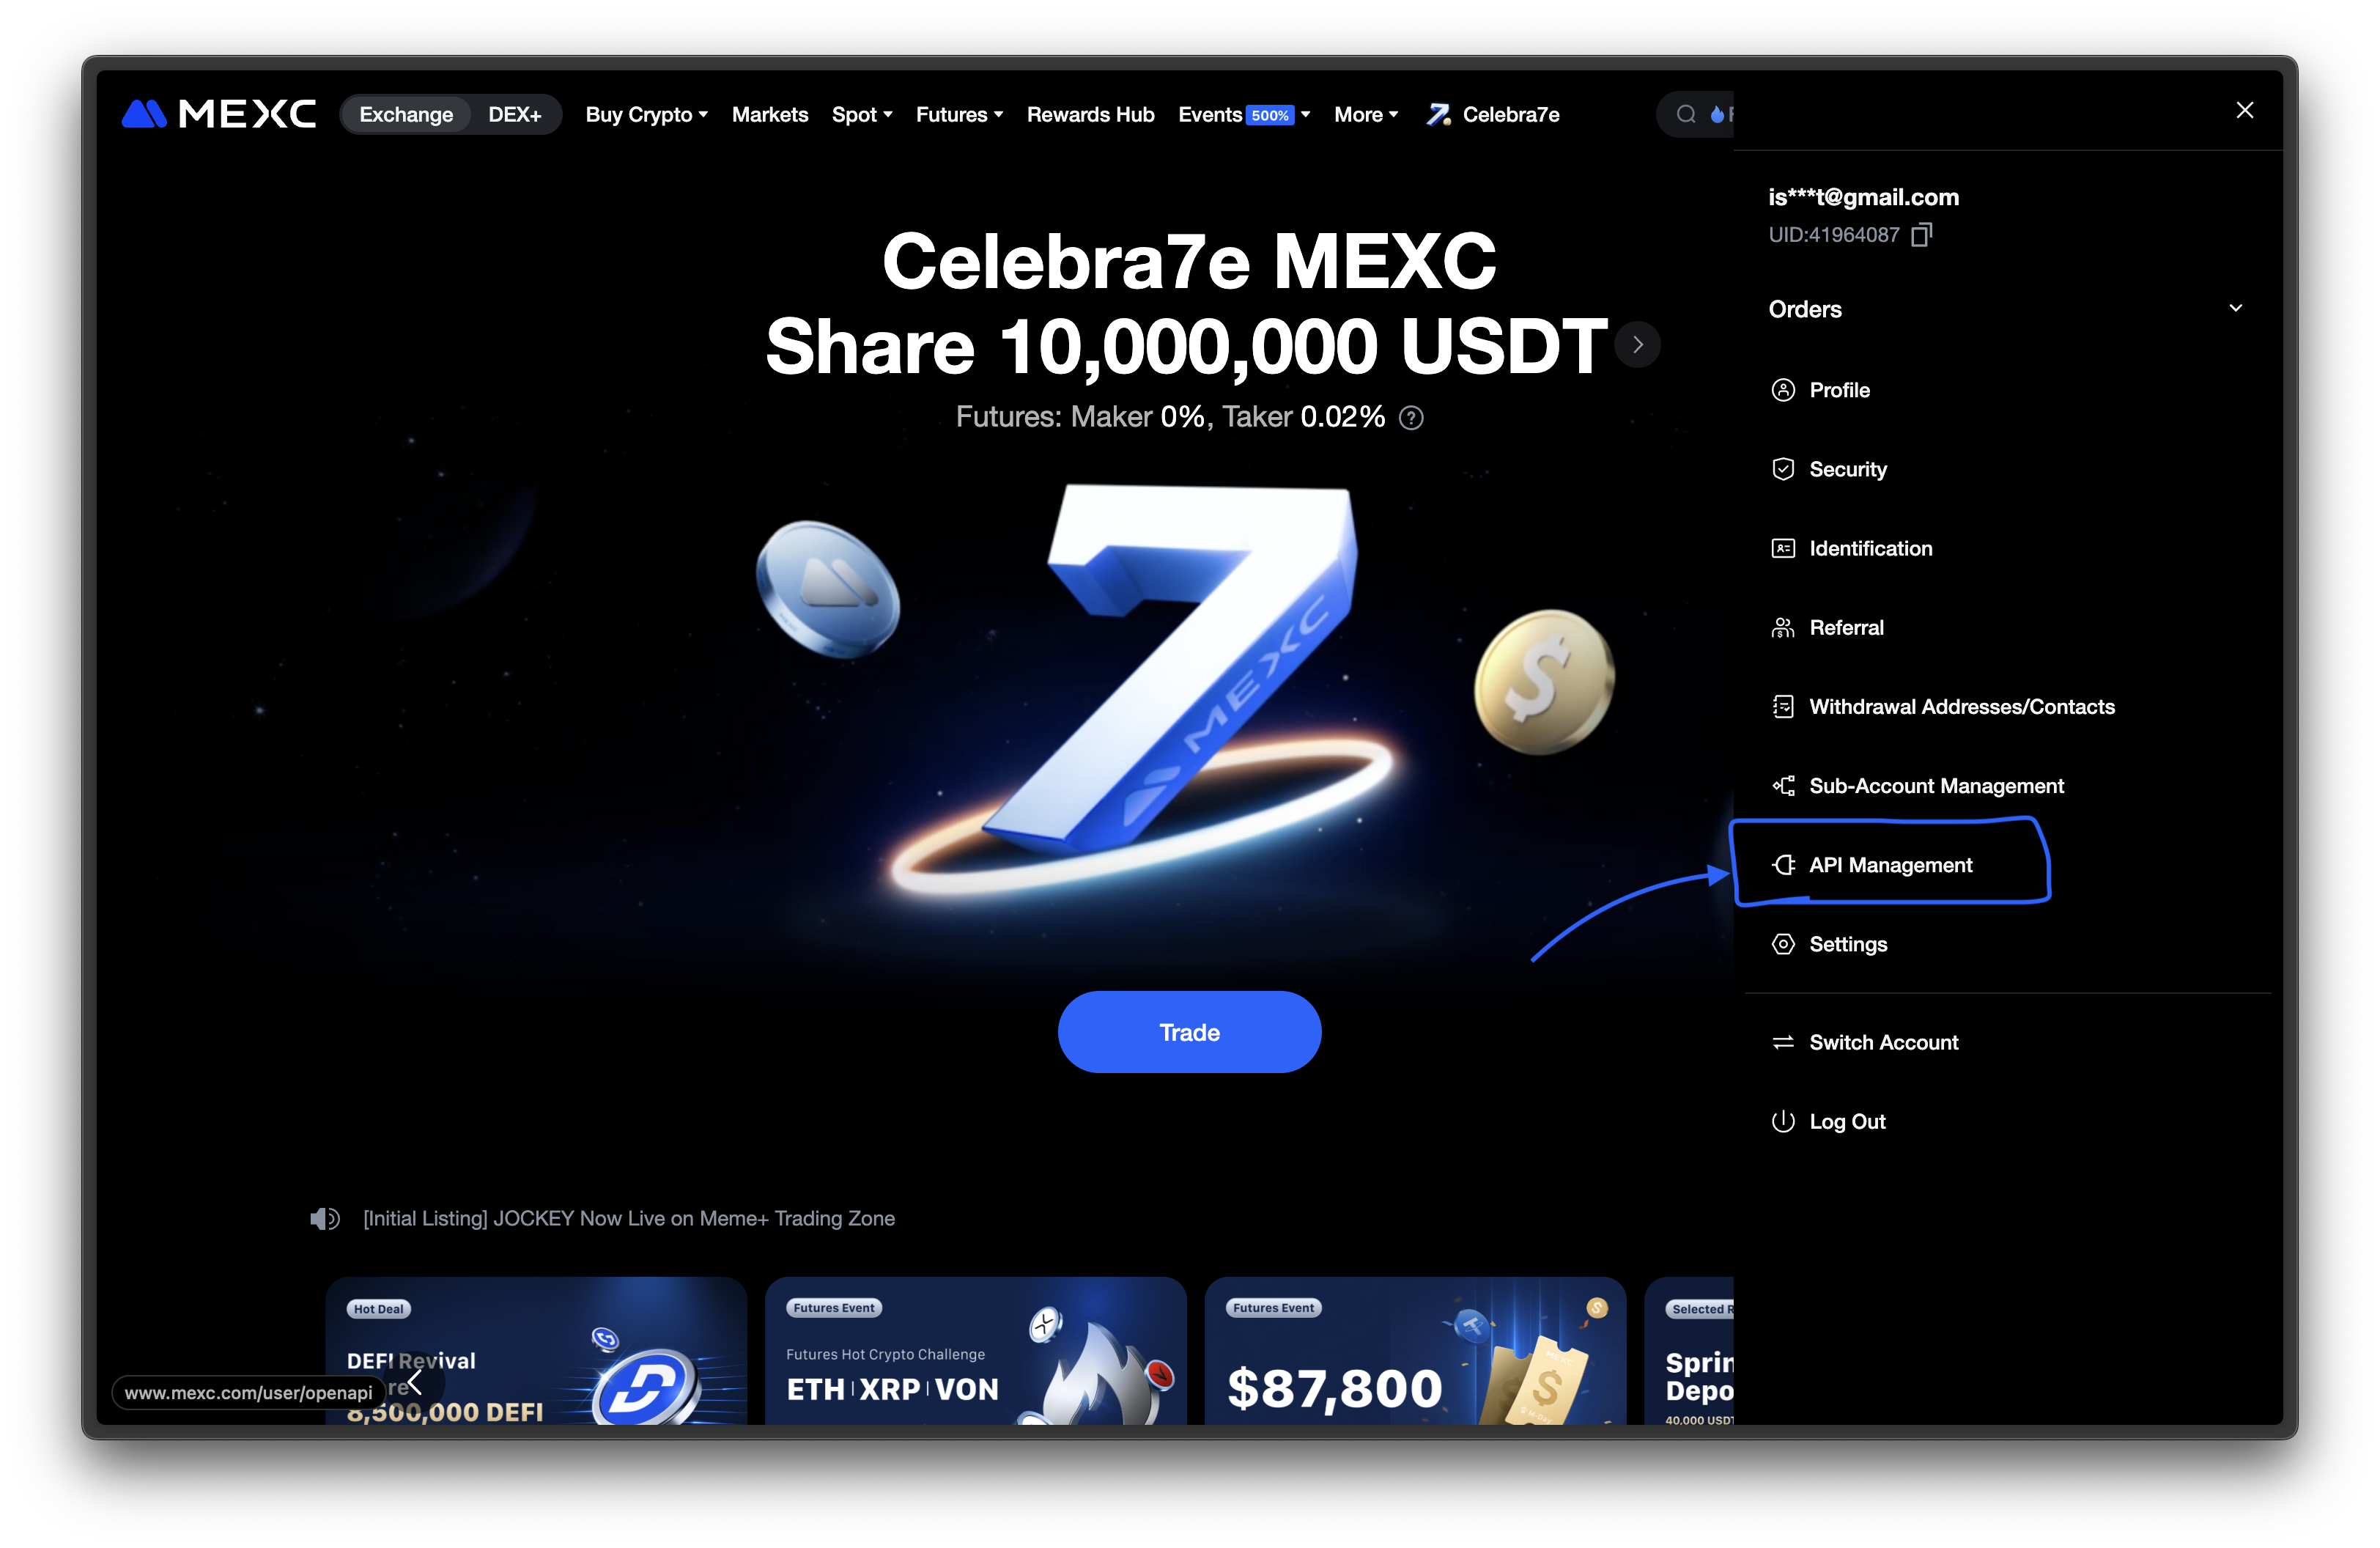 MEXC
Exchange
DEX+
Buy Crypto
Markets
Spot
Futures
Rewards Hub
Events 500%
More
Celebra7e
is***t@gmail.com
UID:41964087
Orders
Profile
Security
Identification
Referral
Withdrawal Addresses/Contacts
Sub-Account Management
API Management
Settings
Switch Account
Log Out
Celebra7e MEXC
Share 10,000,000 USDT
Futures: Maker 0%, Taker 0.02%
MEXC
Trade
[Initial Listing] JOCKEY Now Live on Meme+ Trading Zone
Hot Deal
DEFI Revival
8,500,000 DEFI
Futures Event
Futures Hot Crypto Challenge
ETH | XRP | VON
Futures Event
$87,800
Selected
40,000 USDT
www.mexc.com/user/openapi